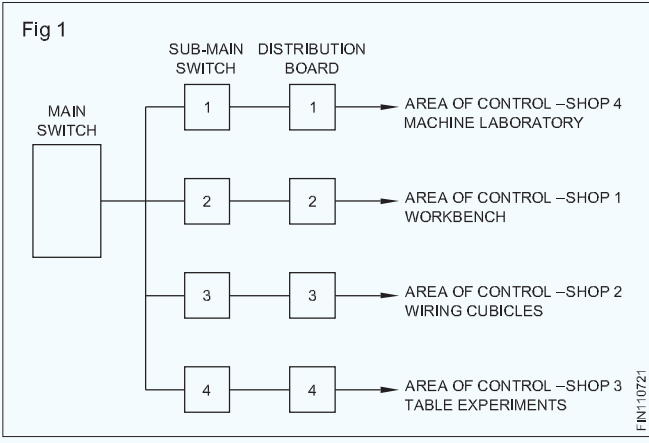 Fig 1
SUB-MAIN
SWITCH
DISTRIBUTION
BOARD
MAIN
SWITCH
1
1
AREA OF CONTROL –SHOP 4
MACHINE LABORATORY
2
2
AREA OF CONTROL –SHOP 1
WORKBENCH
3
3
AREA OF CONTROL –SHOP 2
WIRING CUBICLES
4
4
AREA OF CONTROL –SHOP 3
TABLE EXPERIMENTS
FIN110721